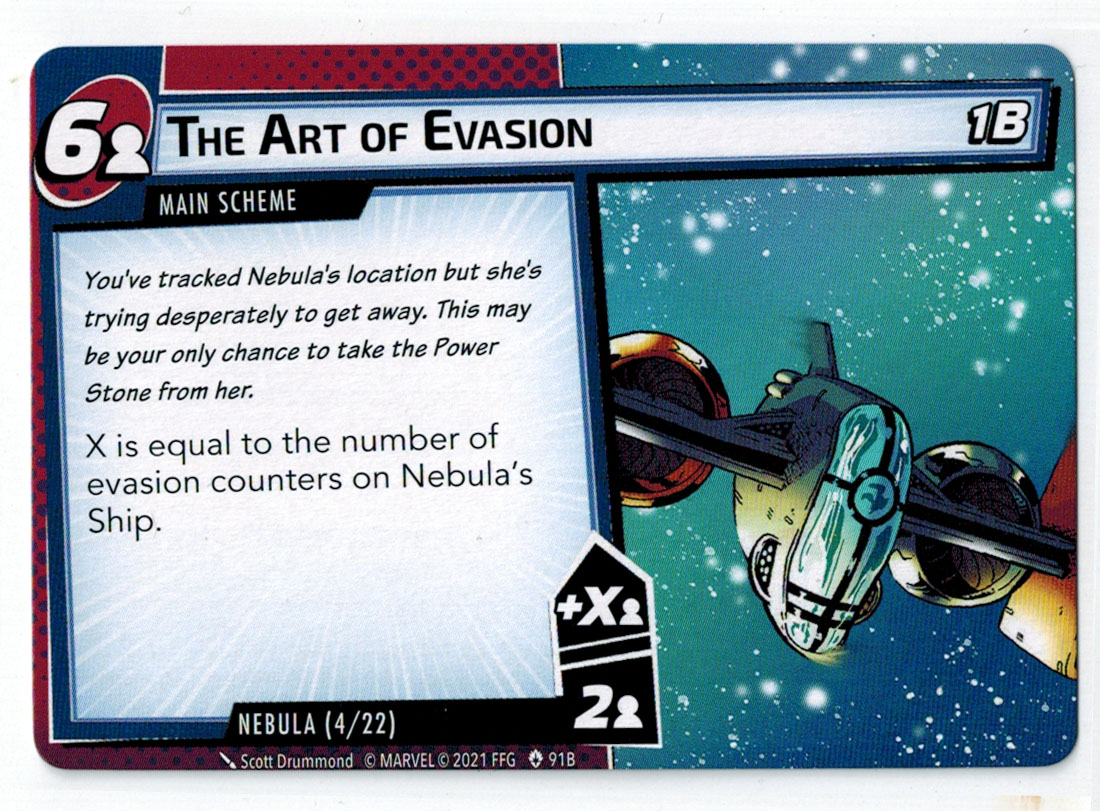 6
THE ART OF EVASION
1B
MAIN SCHEME
You've tracked Nebula's location but she's
trying desperately to get away. This may
be your only chance to take the Power
Stone from her.
X is equal to the number of
evasion counters on Nebula's
Ship.
+X
2
NEBULA (4/22)
Scott Drummond © MARVEL © 2021 FFG 91B